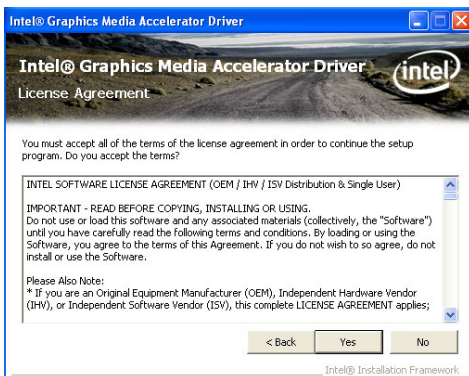 Intel® Graphics Media Accelerator Driver
Intel® Graphics Media Accelerator Driver
intel
License Agreement
You must accept all of the terms of the license agreement in order to continue the setup
program. Do you accept the terms?
INTEL SOFTWARE LICENSE AGREEMENT (OEM / IHV / ISV Distribution & Single User)
IMPORTANT - READ BEFORE COPYING, INSTALLING OR USING.
Do not use or load this software and any associated materials (collectively, the "Software")
until you have carefully read the following terms and conditions. By loading or using the
Software, you agree to the terms of this Agreement. If you do not wish to so agree, do not
install or use the Software.
Please Also Note:
* If you are an Original Equipment Manufacturer (OEM), Independent Hardware Vendor
(IHV), or Independent Software Vendor (ISV), this complete LICENSE AGREEMENT applies;
< Back Yes No
Intel® Installation Framework